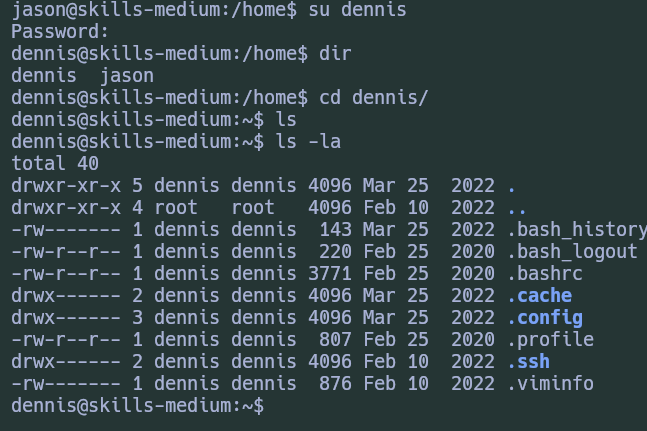 jason@skills-medium:/home$ su dennis
Password:
dennis@skills-medium:/home$ dir
dennis  jason
dennis@skills-medium:/home$ cd dennis/
dennis@skills-medium:~$ ls
dennis@skills-medium:~$ ls -la
total 40
drwxr-xr-x 5 dennis dennis 4096 Mar 25  2022 .
drwxr-xr-x 4 root   root   4096 Feb 10  2022 ..
-rw------- 1 dennis dennis  143 Mar 25  2022 .bash_history
-rw-r--r-- 1 dennis dennis  220 Feb 25  2020 .bash_logout
-rw-r--r-- 1 dennis dennis 3771 Feb 25  2020 .bashrc
drwx------ 2 dennis dennis 4096 Mar 25  2022 .cache
drwx------ 3 dennis dennis 4096 Mar 25  2022 .config
-rw-r--r-- 1 dennis dennis  807 Feb 25  2020 .profile
drwx------ 2 dennis dennis 4096 Feb 10  2022 .ssh
-rw------- 1 dennis dennis  876 Feb 10  2022 .viminfo
dennis@skills-medium:~$